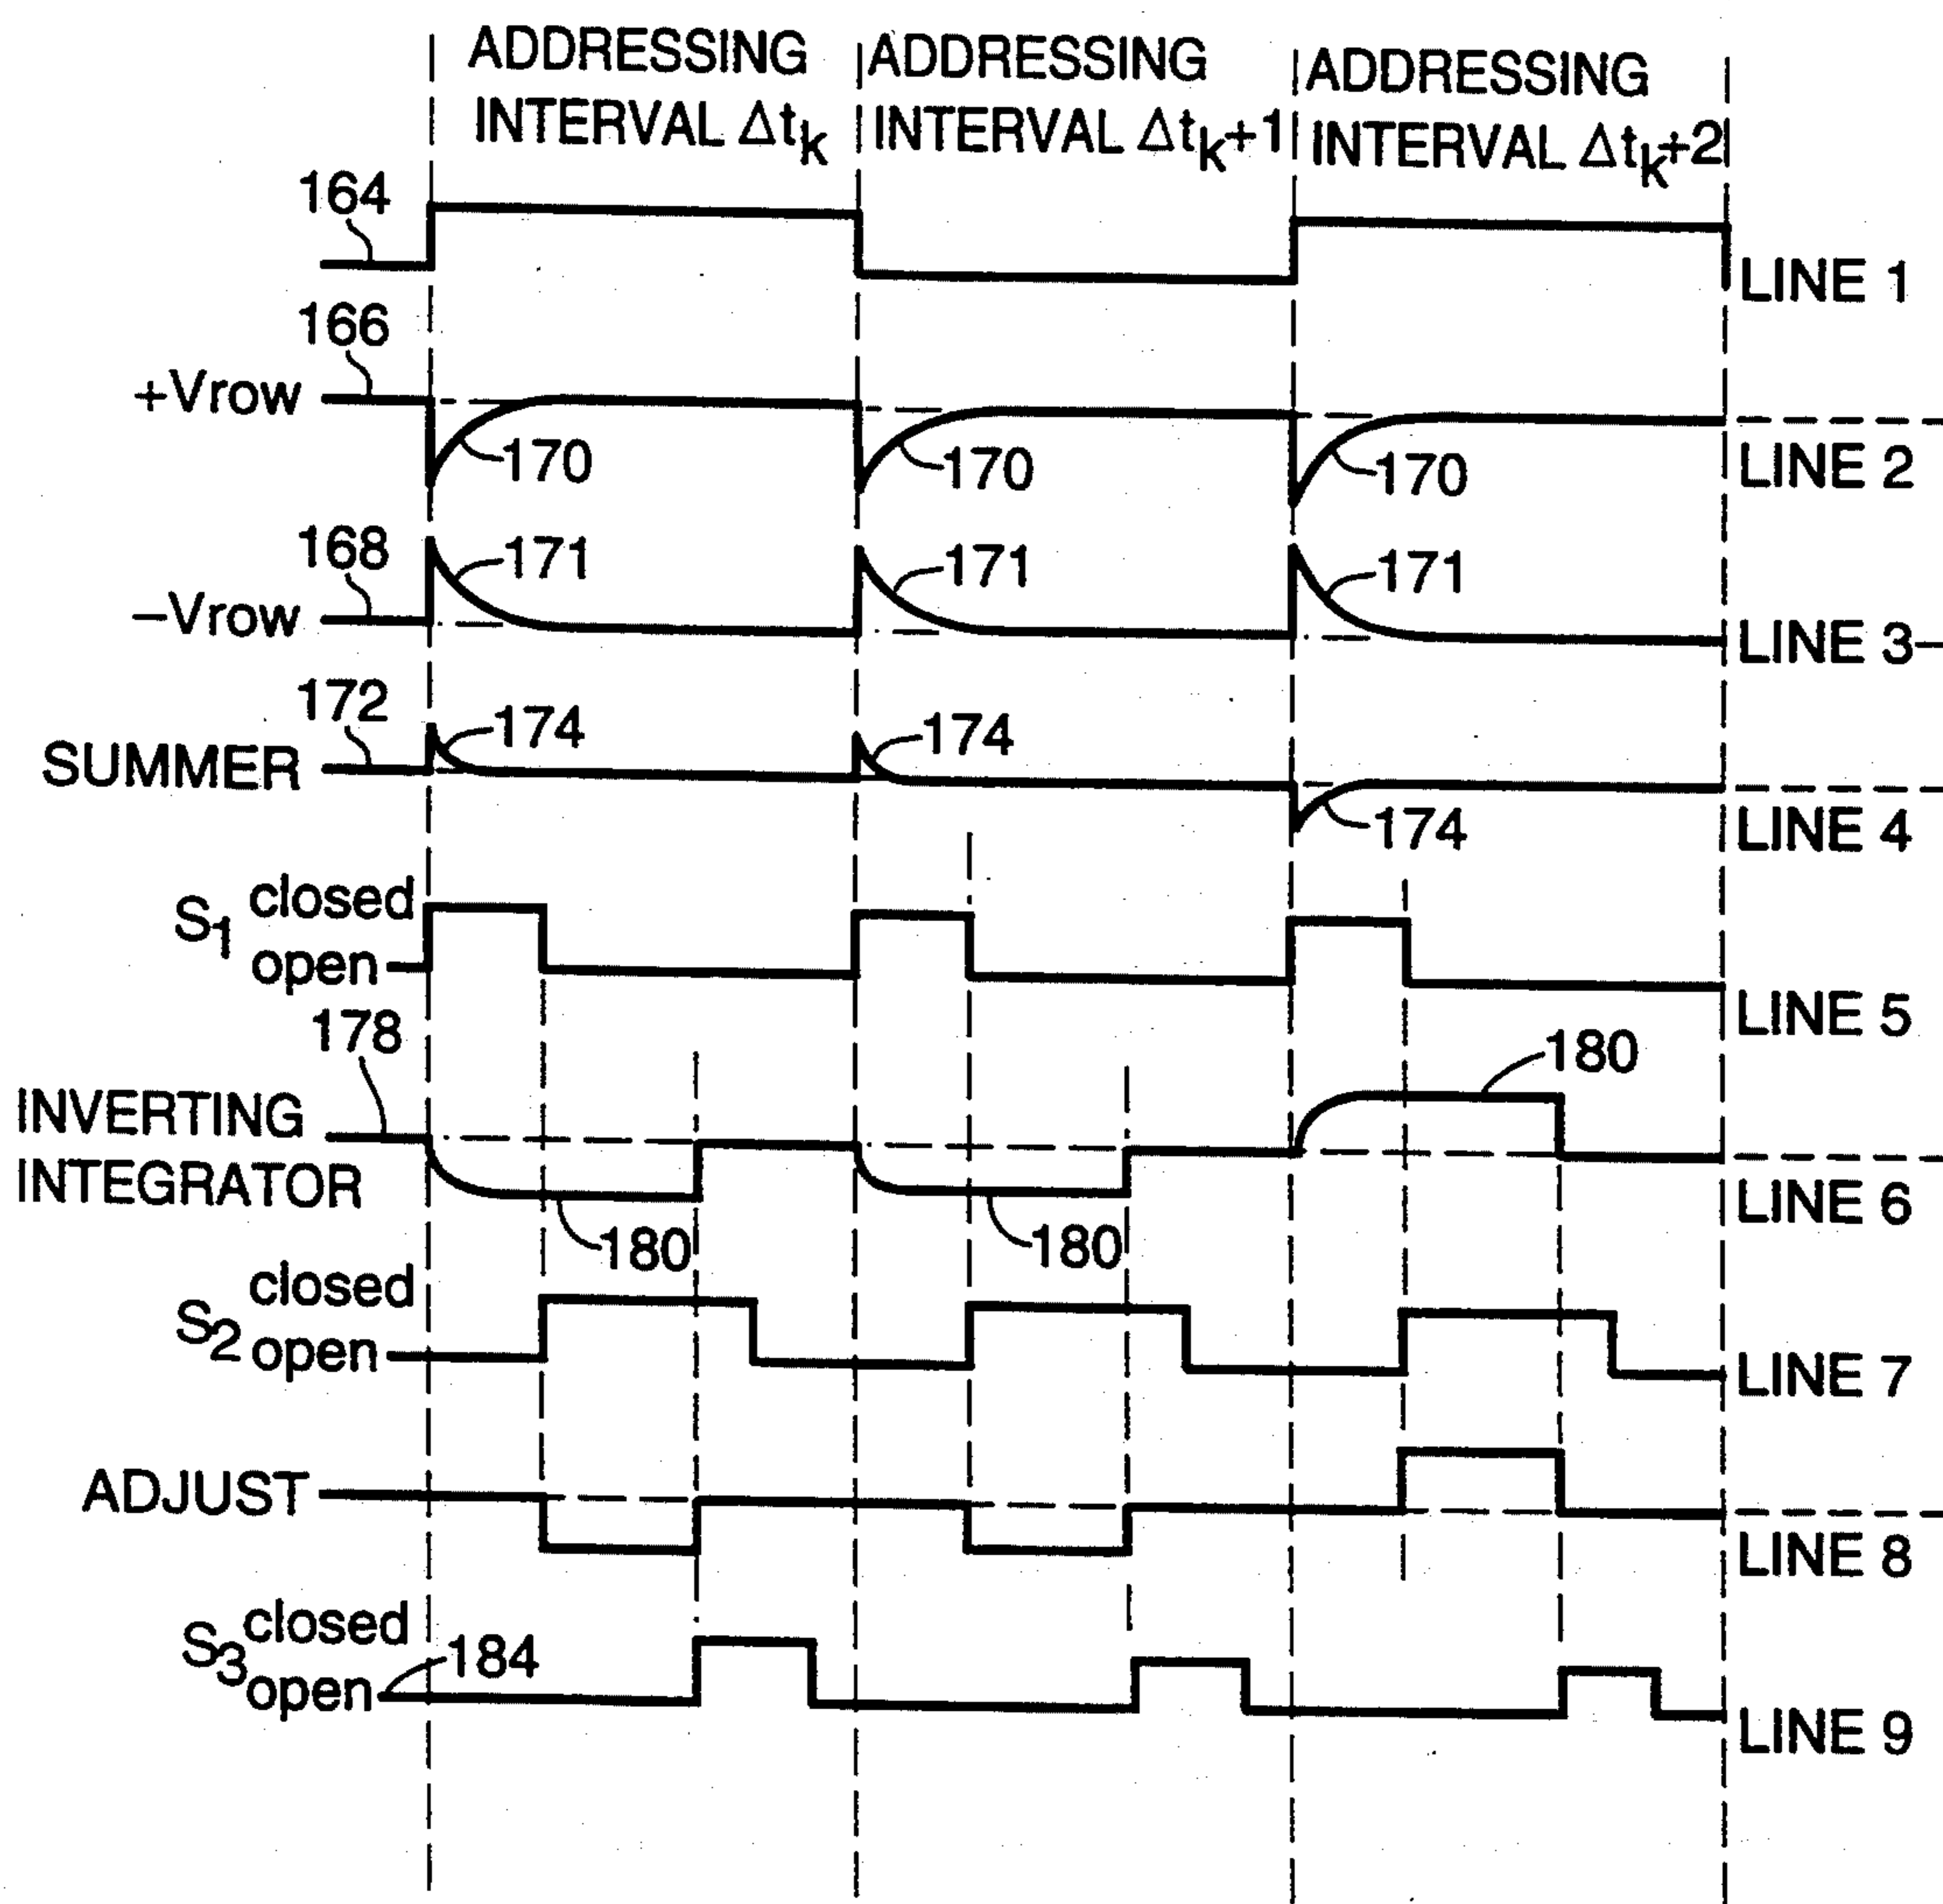 ADDRESSING INTERVAL Δtk
ADDRESSING INTERVAL Δtk+1
ADDRESSING INTERVAL Δtk+2
164
LINE 1
166
+Vrow
170
170
170
LINE 2
168
171
171
171
−Vrow
LINE 3
172
174
174
SUMMER
174
LINE 4
S1 closed
open
LINE 5
178
180
INVERTING
INTEGRATOR
180
180
LINE 6
S2 closed
open
LINE 7
ADJUST
LINE 8
S3 closed
open
184
LINE 9